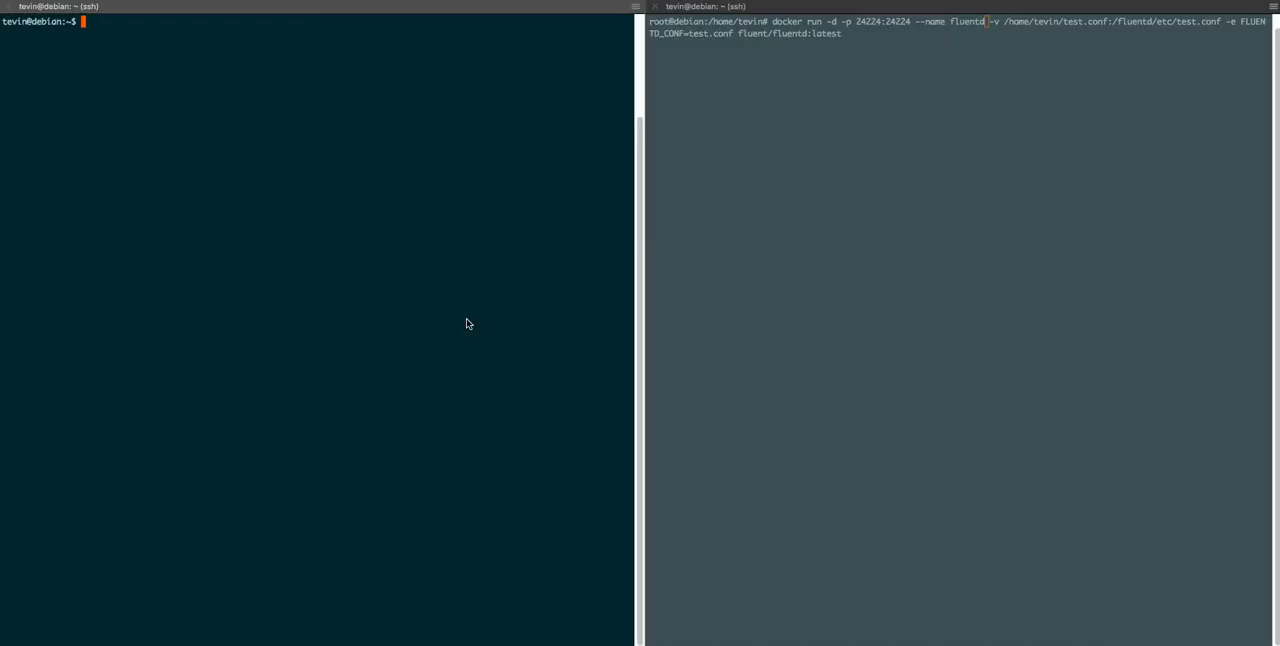 tevin@debian: ~ (ssh)
tevin@debian:~$
tevin@debian: ~ (ssh)
root@debian:/home/tevin# docker run -d -p 24224:24224 --name fluentd -v /home/tevin/test.conf:/fluentd/etc/test.conf -e FLUEN
TD_CONF=test.conf fluent/fluentd:latest